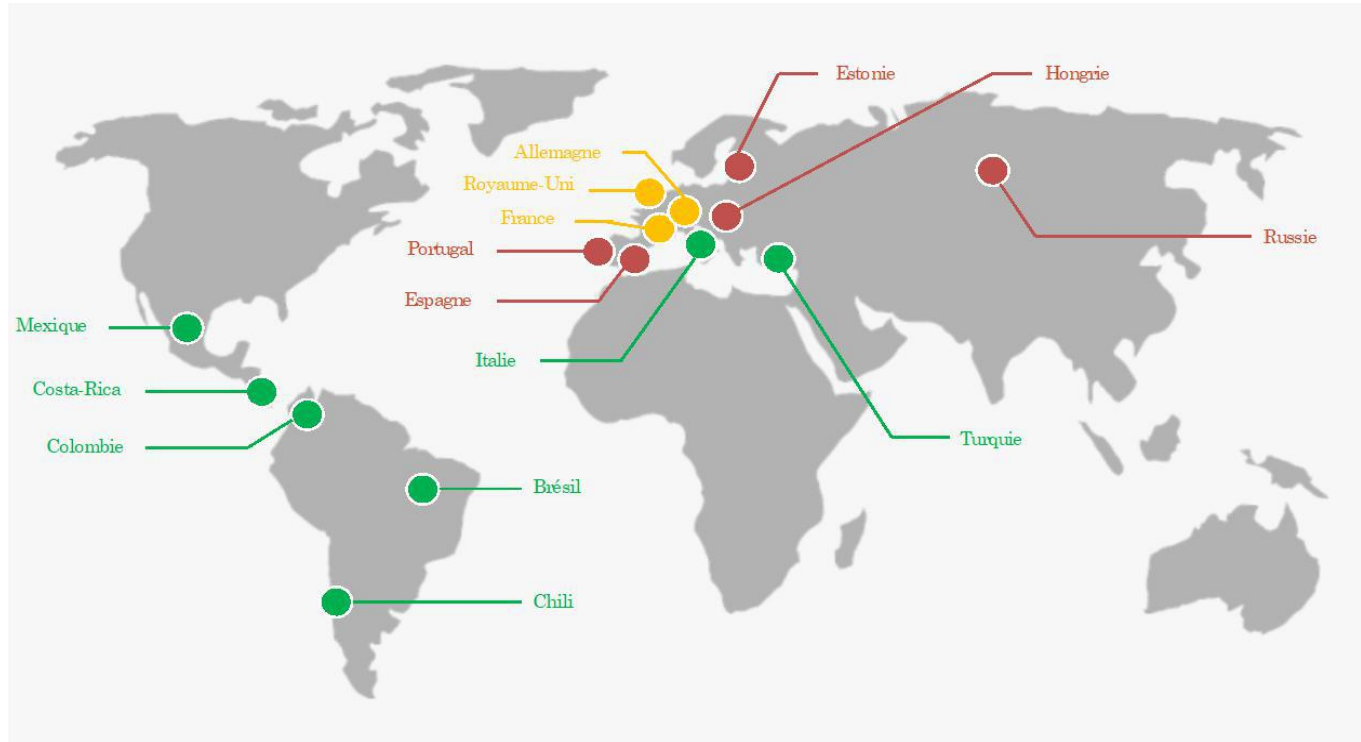 Estonie
Hongrie
Allemagne
Royaume-Uni
France
Portugal
Russie
Espagne
Mexique
Italie
Costa-Rica
Colombie
Turquie
Brésil
Chili